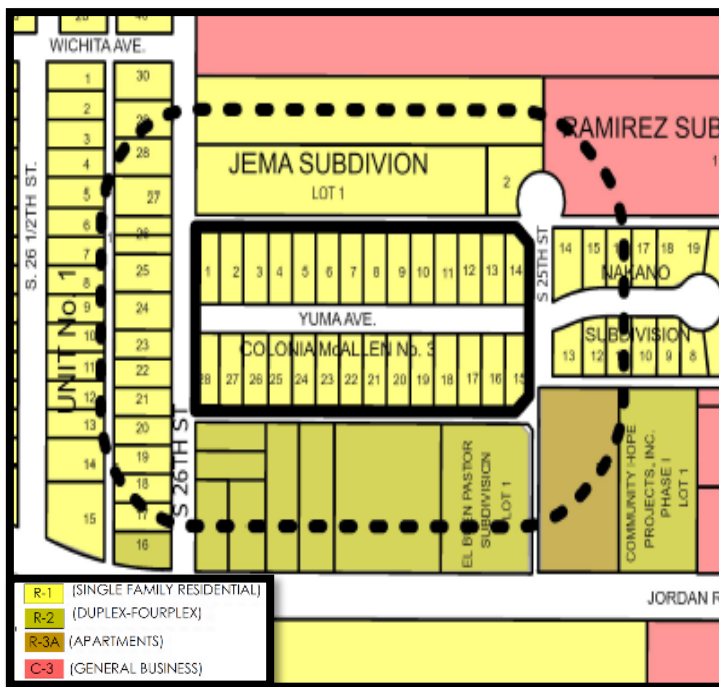 WICHITA AVE.
30
1
2
3
28
4
5
27
6
7
25
8
9
24
10
23
11
22
12
21
13
20
19
14
18
17
15
16
S. 26 1/2TH ST.
UNIT No. 1
S 26TH ST
JEMA SUBDIVION
LOT 1
2
RAMIREZ SUB
S 25TH ST
1 2 3 4 5 6 7 8 9 10 11 12 13 14
YUMA AVE.
COLONIA McALLEN No. 3
28 27 26 25 24 23 22 21 20 19 18 17 16 15
14 15 16 17 18 19
NAKANO
SUBDIVISION
13 12 10 9 8
EL BUEN PASTOR
SUBDIVISION
LOT 1
COMMUNITY HOPE
PROJECTS, INC.
PHASE I
LOT 1
JORDAN R
R-1 (SINGLE FAMILY RESIDENTIAL)
R-2 (DUPLEX-FOURPLEX)
R-3A (APARTMENTS)
C-3 (GENERAL BUSINESS)